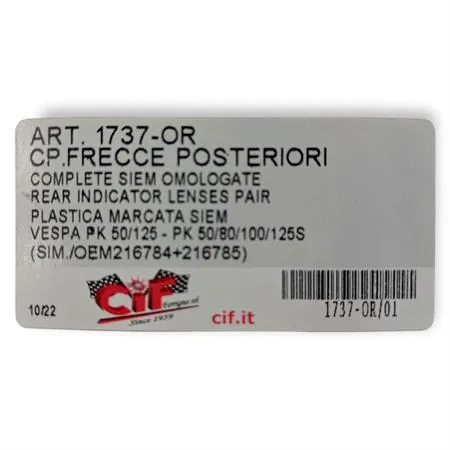 ART. 1737-OR
CP.FRECCE POSTERIORI
COMPLETE SIEM OMOLOGATE
REAR INDICATOR LENSES PAIR
PLASTICA MARCATA SIEM
VESPA PK 50/125 - PK 50/80/100/125S
(SIM./OEM216784+216785)
CIF
Since 1959
10/22
cif.it
1737-OR/01